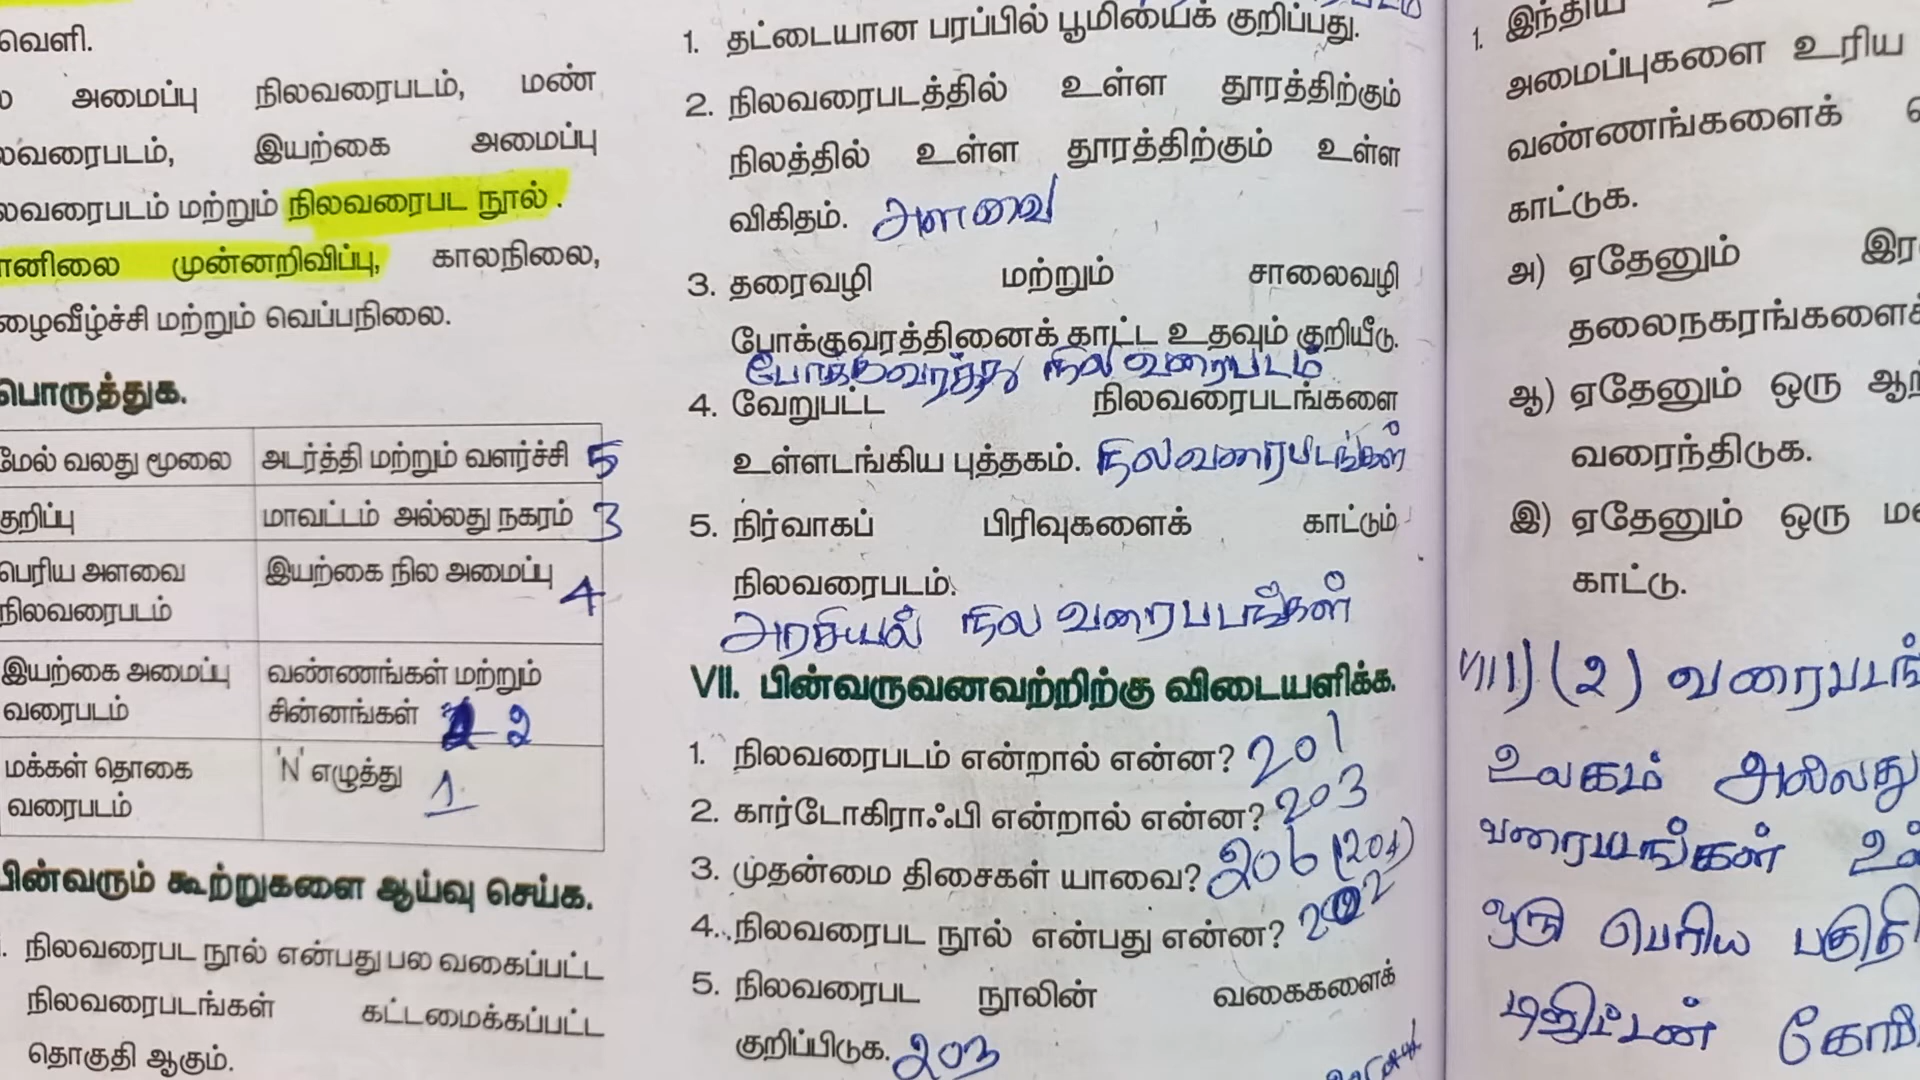 வெளி.
அமைப்பு நிலவரைபடம், மண்
லவரைபடம், இயற்கை அமைப்பு
லவரைபடம் மற்றும் நிலவரைபட நூல்.
ானிலை முன்னறிவிப்பு, காலநிலை,
ழைவீழ்ச்சி மற்றும் வெப்பநிலை.
பொருத்துக.
மேல் வலது மூலை அடர்த்தி மற்றும் வளர்ச்சி 5
குறிப்பு மாவட்டம் அல்லது நகரம் 3
பெரிய அளவை இயற்கை நில அமைப்பு
நிலவரைபடம் 4
இயற்கை அமைப்பு வண்ணங்கள் மற்றும்
வரைபடம் சின்னங்கள் 2
மக்கள் தொகை 'N' எழுத்து 1
வரைபடம்
பின்வரும் கூற்றுகளை ஆய்வு செய்க.
. நிலவரைபட நூல் என்பது பல வகைப்பட்ட
நிலவரைபடங்கள் கட்டமைக்கப்பட்ட
தொகுதி ஆகும்.
1. தட்டையான பரப்பில் பூமியைக் குறிப்பது.
2. நிலவரைபடத்தில் உள்ள தூரத்திற்கும்
நிலத்தில் உள்ள தூரத்திற்கும் உள்ள
விகிதம். அளவை
3. தரைவழி மற்றும் சாலைவழி
போக்குவரத்தினைக் காட்ட உதவும் குறியீடு.
போக்குவரத்து நில வரைபடம்
4. வேறுபட்ட நிலவரைபடங்களை
உள்ளடங்கிய புத்தகம். நிலவரைபடங்கள்
5. நிர்வாகப் பிரிவுகளைக் காட்டும்
நிலவரைபடம்.
அரசியல் நில வரைபடங்கள்
VII. பின்வருவனவற்றிற்கு விடையளிக்க.
1. நிலவரைபடம் என்றால் என்ன? 201
2. கார்டோகிராஃபி என்றால் என்ன? 203
3. முதன்மை திசைகள் யாவை? 206 (204)
4. நிலவரைபட நூல் என்பது என்ன? 202
5. நிலவரைபட நூலின் வகைகளைக்
குறிப்பிடுக. 203
1. இந்திய
அமைப்புகளை உரிய
வண்ணங்களைக்
காட்டுக.
அ) ஏதேனும் இர
தலைநகரங்களைக்
ஆ) ஏதேனும் ஒரு ஆற்
வரைந்திடுக.
இ) ஏதேனும் ஒரு ம
காட்டு.
VIII) (2) வரைபடங்
உலகம் அல்லது
வரைபடங்கள்
ஒரு பெரிய பகுதி